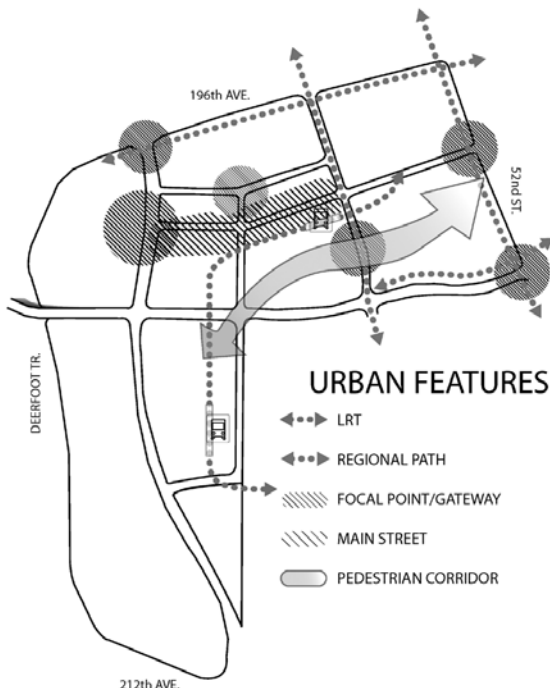 196th AVE.
52nd ST.
DEERFOOT TR.
URBAN FEATURES
LRT
REGIONAL PATH
FOCAL POINT/GATEWAY
MAIN STREET
PEDESTRIAN CORRIDOR
212th AVE.